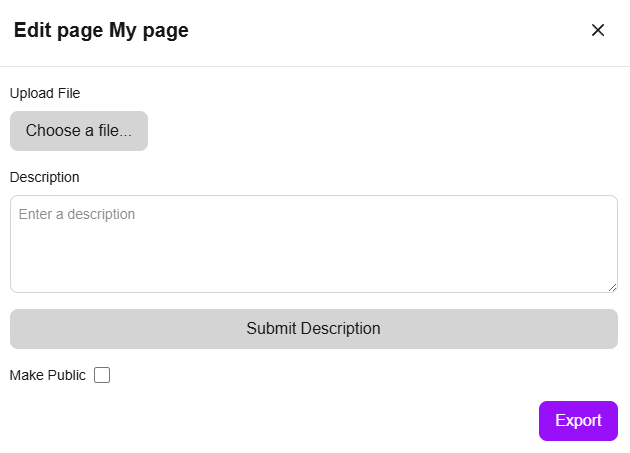 Edit page My page
Upload File
Choose a file...
Description
Enter a description
Submit Description
Make Public
Export